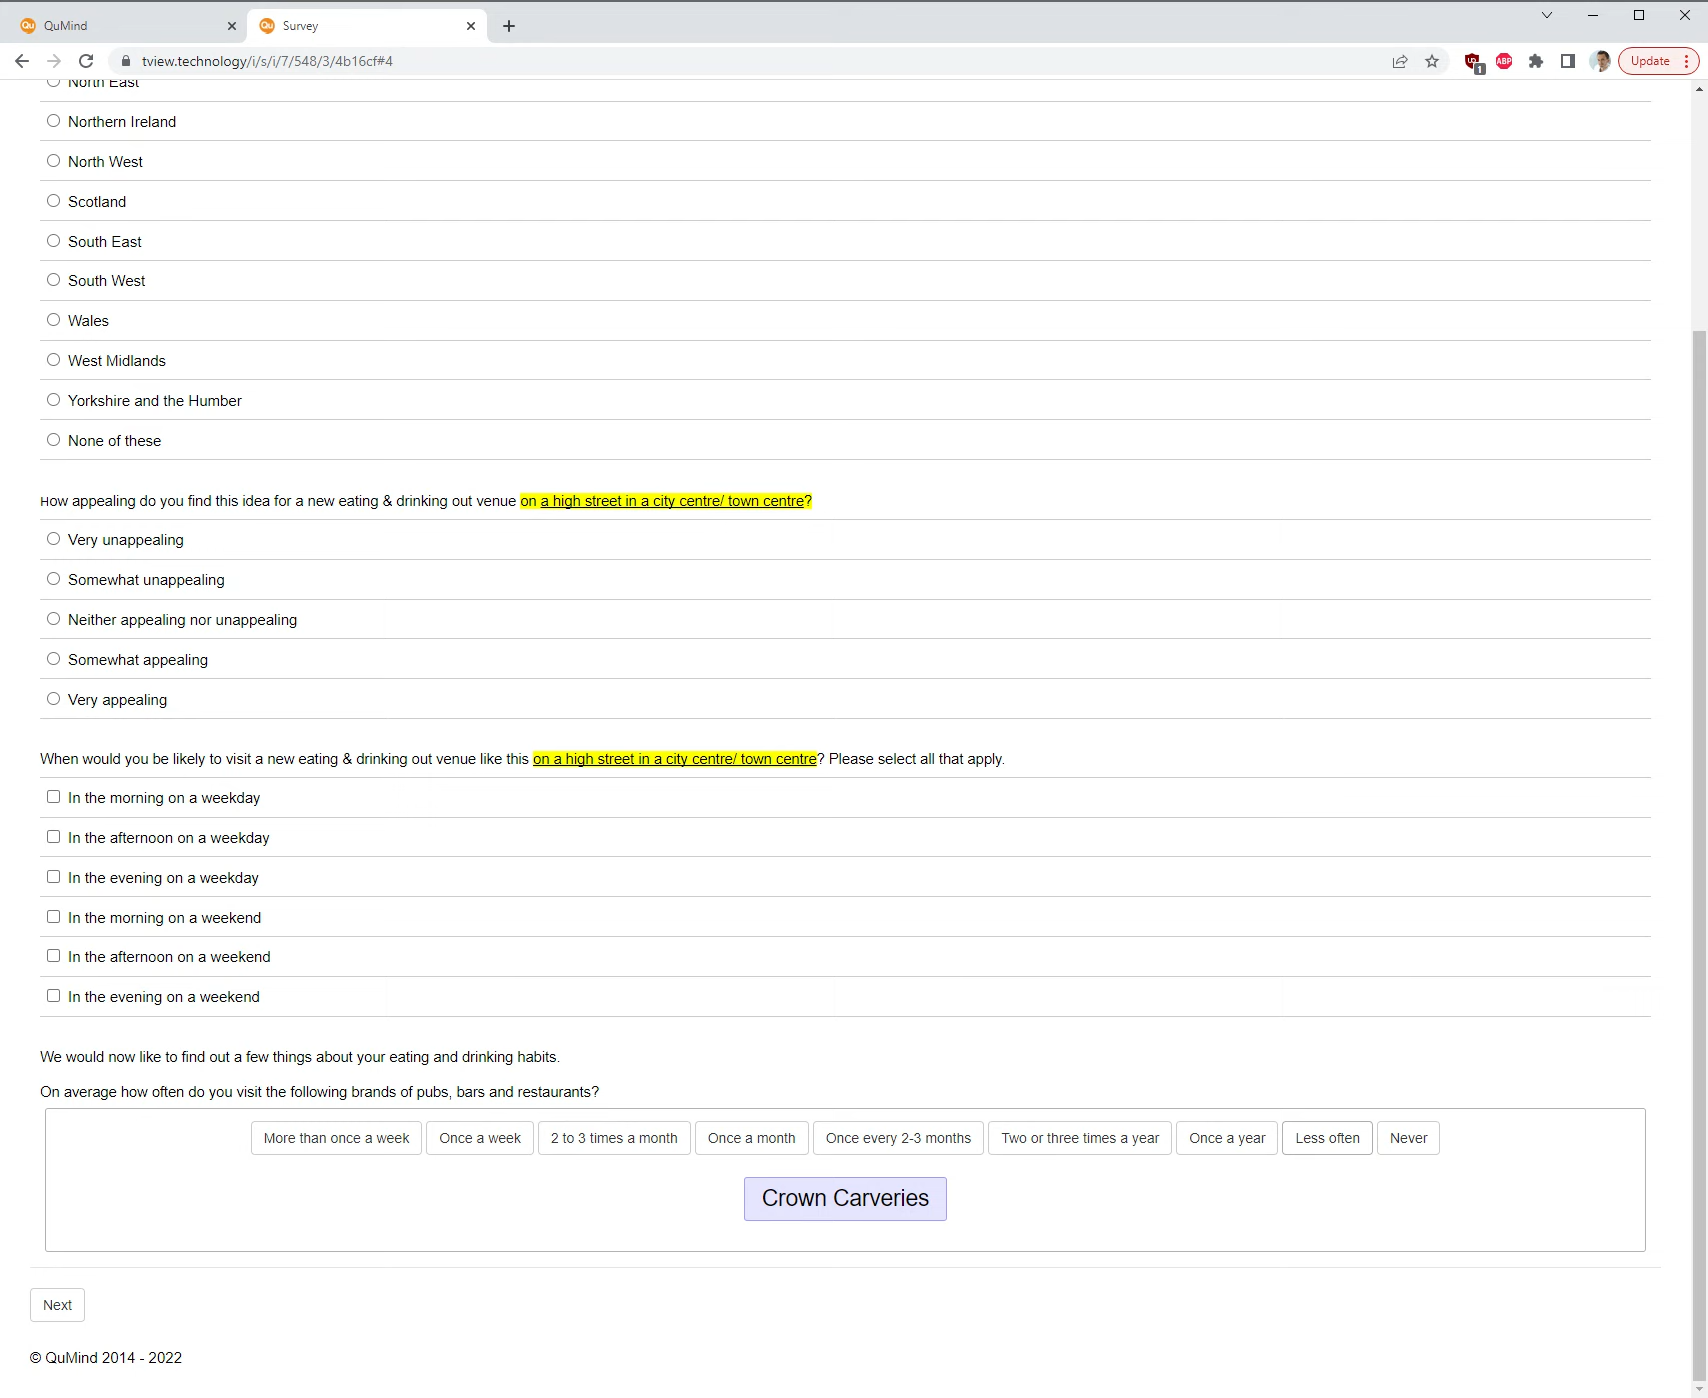 QuMind
Survey
tview.technology/i/s/i/7/548/3/4b16cf#4
1
ABP
Update
North East
Northern Ireland
North West
Scotland
South East
South West
Wales
West Midlands
Yorkshire and the Humber
None of these
How appealing do you find this idea for a new eating & drinking out venue on a high street in a city centre/ town centre?
Very unappealing
Somewhat unappealing
Neither appealing nor unappealing
Somewhat appealing
Very appealing
When would you be likely to visit a new eating & drinking out venue like this on a high street in a city centre/ town centre? Please select all that apply.
In the morning on a weekday
In the afternoon on a weekday
In the evening on a weekday
In the morning on a weekend
In the afternoon on a weekend
In the evening on a weekend
We would now like to find out a few things about your eating and drinking habits.
On average how often do you visit the following brands of pubs, bars and restaurants?
More than once a week Once a week 2 to 3 times a month Once a month Once every 2-3 months Two or three times a year Once a year Less often Never
Crown Carveries
Next
© QuMind 2014 - 2022